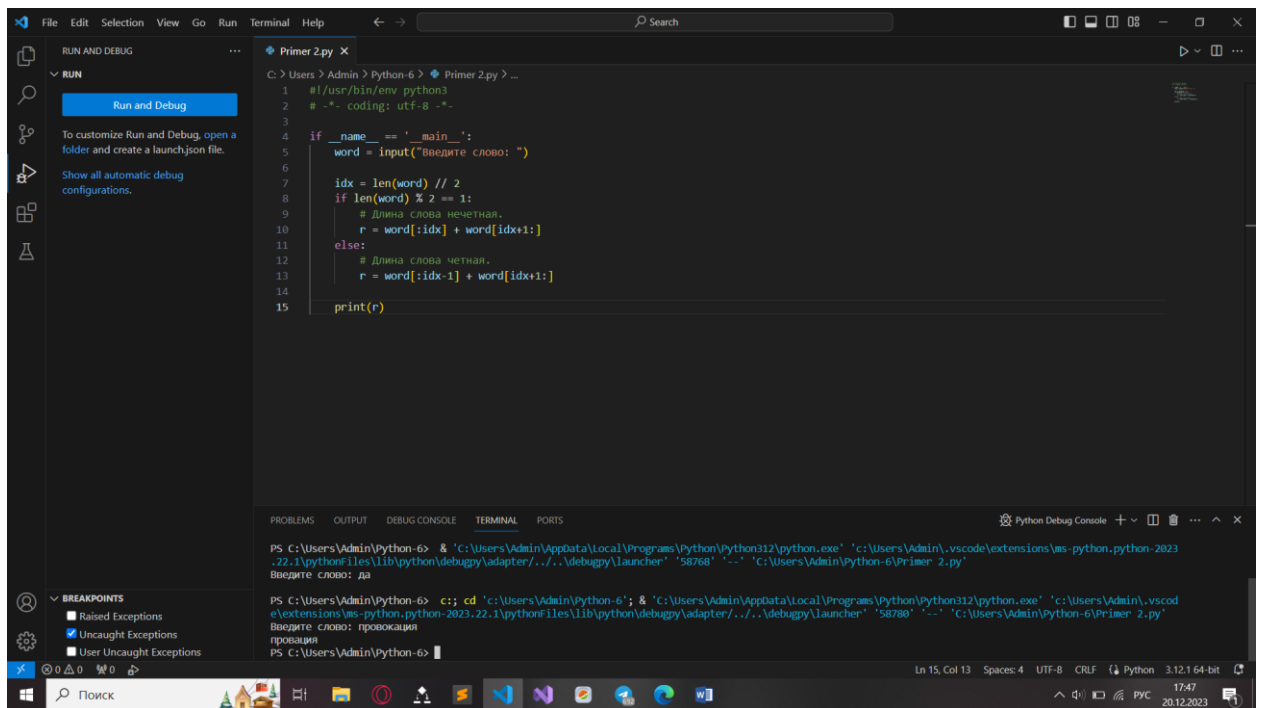 File Edit Selection View Go Run Terminal Help
Search
RUN AND DEBUG ...
Primer 2.py
RUN
C: > Users > Admin > Python-6 > Primer 2.py > ...
Run and Debug
To customize Run and Debug, open a
folder and create a launch.json file.
Show all automatic debug
configurations.
1 #!/usr/bin/env python3
2 # -*- coding: utf-8 -*-
3
4 if __name__ == '__main__':
5 word = input("Введите слово: ")
6
7 idx = len(word) // 2
8 if len(word) % 2 == 1:
9 # Длина слова нечетная.
10 r = word[:idx] + word[idx+1:]
11 else:
12 # Длина слова четная.
13 r = word[:idx-1] + word[idx+1:]
14
15 print(r)
PROBLEMS OUTPUT DEBUG CONSOLE TERMINAL PORTS
Python Debug Console
PS C:\Users\Admin\Python-6> & 'C:\Users\Admin\AppData\Local\Programs\Python\Python312\python.exe' 'c:\Users\Admin\.vscode\extensions\ms-python.python-2023
.22.1\pythonFiles\lib\python\debugpy\adapter/../..\debugpy\launcher' '58768' '--' 'C:\Users\Admin\Python-6\Primer 2.py'
Введите слово: да
PS C:\Users\Admin\Python-6> c:; cd 'c:\Users\Admin\Python-6'; & 'C:\Users\Admin\AppData\Local\Programs\Python\Python312\python.exe' 'c:\Users\Admin\.vscod
e\extensions\ms-python.python-2023.22.1\pythonFiles\lib\python\debugpy\adapter/../..\debugpy\launcher' '58780' '--' 'C:\Users\Admin\Python-6\Primer 2.py'
Введите слово: провокация
провация
PS C:\Users\Admin\Python-6>
BREAKPOINTS
Raised Exceptions
Uncaught Exceptions
User Uncaught Exceptions
0 0 0
Ln 15, Col 13 Spaces: 4 UTF-8 CRLF Python 3.12.1 64-bit
Поиск
РУС
17:47
20.12.2023